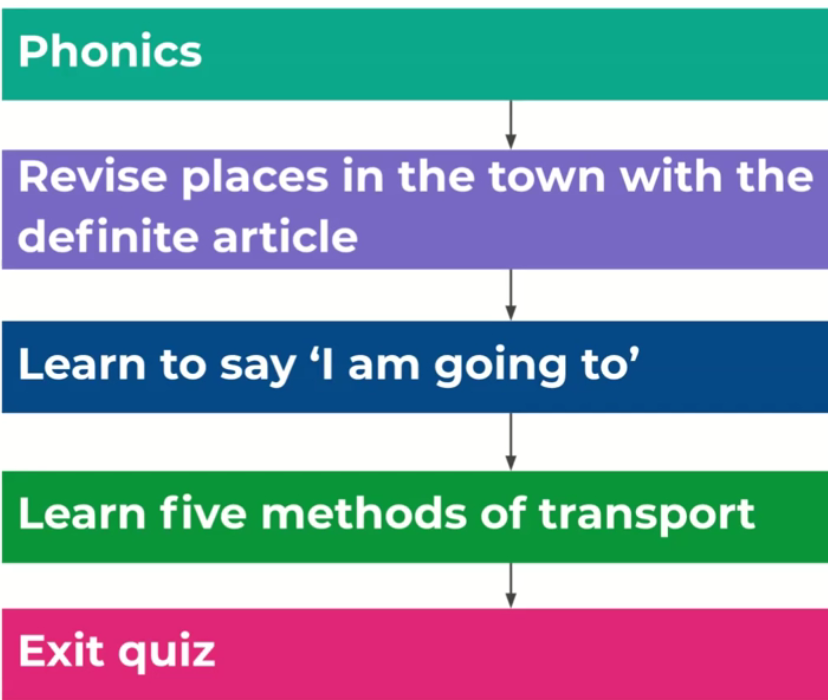 Phonics
Revise places in the town with the
definite article
Learn to say ‘I am going to’
Learn five methods of transport
Exit quiz